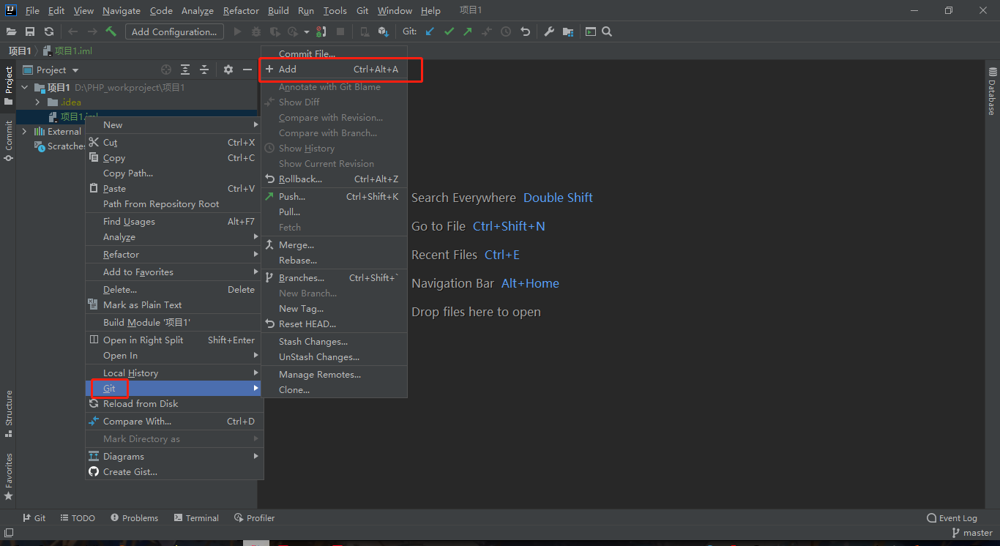 File Edit View Navigate Code Analyze Refactor Build Run Tools Git Window Help 项目1
Add Configuration... Git:
项目1 项目1.iml
Project
项目1 D:\PHP_workproject\项目1
.idea
项目1.iml
External
Scratches
Project
Commit
Structure
Favorites
New
Cut Ctrl+X
Copy Ctrl+C
Copy Path...
Paste Ctrl+V
Path From Repository Root
Find Usages Alt+F7
Analyze
Refactor
Add to Favorites
Delete... Delete
Mark as Plain Text
Build Module '项目1'
Open in Right Split Shift+Enter
Open In
Local History
Git
Reload from Disk
Compare With... Ctrl+D
Mark Directory as
Diagrams
Create Gist...
Commit File...
Add Ctrl+Alt+A
Annotate with Git Blame
Show Diff
Compare with Revision...
Compare with Branch...
Show History
Show Current Revision
Rollback... Ctrl+Alt+Z
Push... Ctrl+Shift+K
Pull...
Fetch
Merge...
Rebase...
Branches... Ctrl+Shift+`
New Branch...
New Tag...
Reset HEAD...
Stash Changes...
UnStash Changes...
Manage Remotes...
Clone...
Search Everywhere Double Shift
Go to File Ctrl+Shift+N
Recent Files Ctrl+E
Navigation Bar Alt+Home
Drop files here to open
Database
Git TODO Problems Terminal Profiler Event Log
master